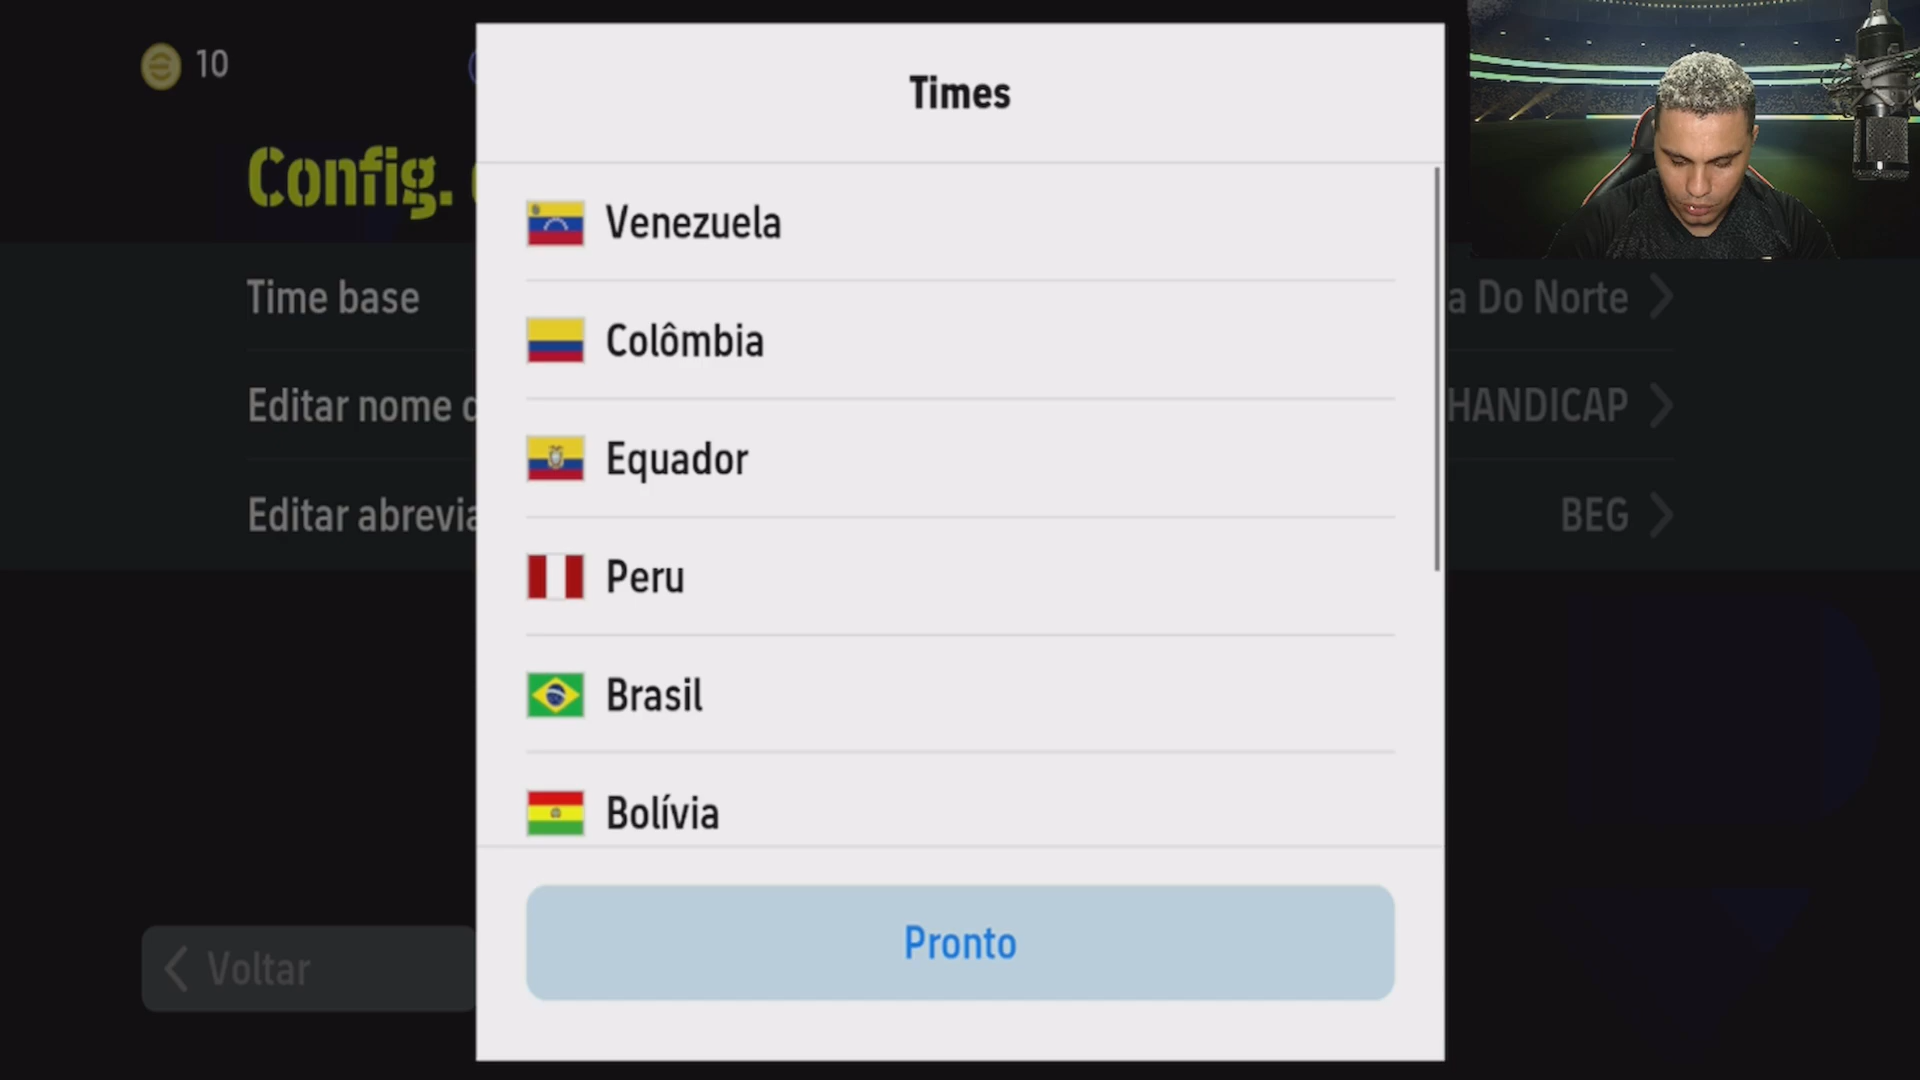 10
Times
Config.
Venezuela
Time base
a Do Norte
Colômbia
Editar nome
HANDICAP
Equador
Editar abrevia
BEG
Peru
Brasil
Bolívia
Pronto
Voltar